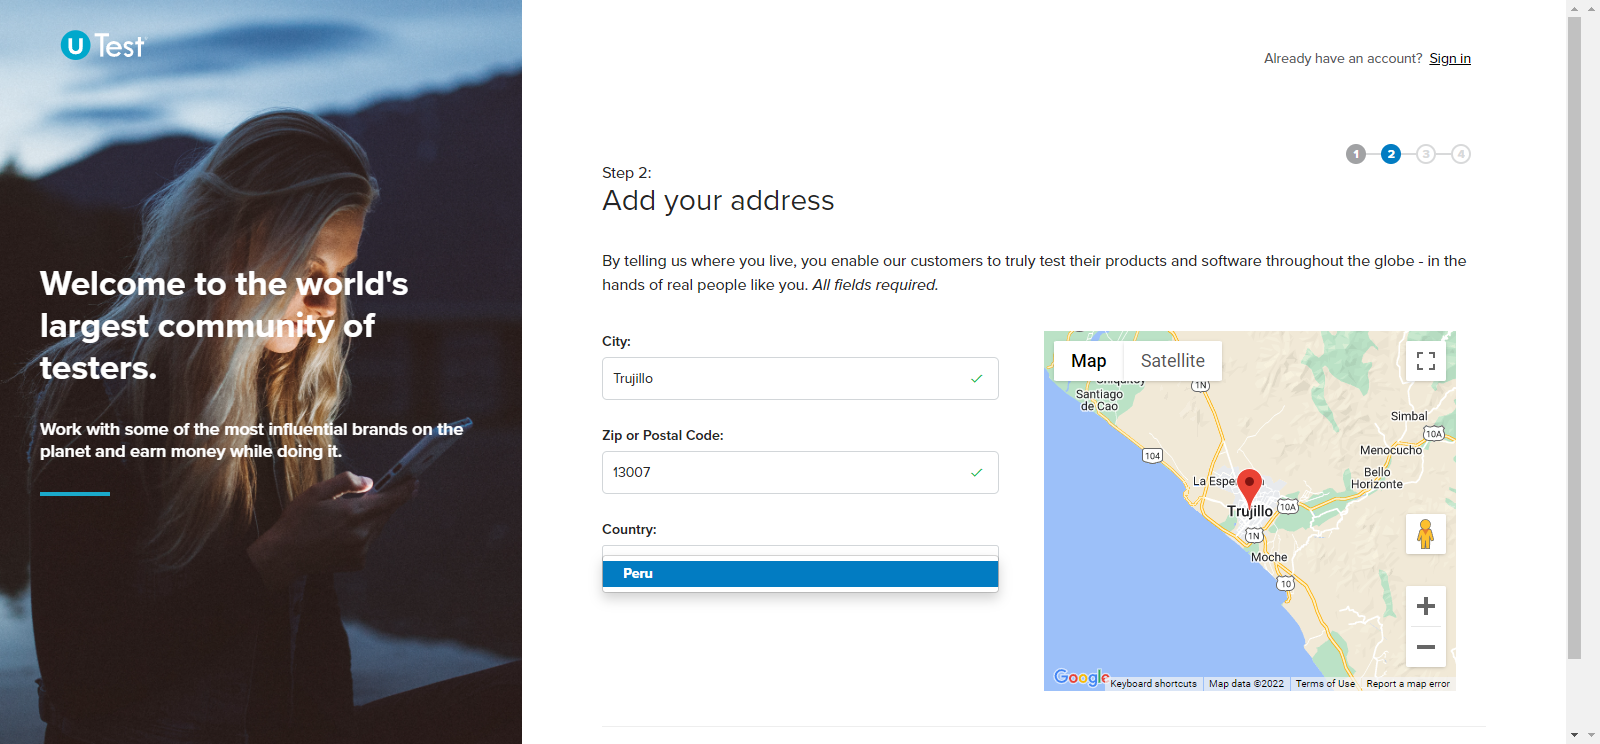 U Test
Already have an account? Sign in
1 2 3 4
Step 2:
Add your address
Welcome to the world's
largest community of
testers.
Work with some of the most influential brands on the
planet and earn money while doing it.
By telling us where you live, you enable our customers to truly test their products and software throughout the globe - in the
hands of real people like you. All fields required.
City:
Trujillo
Zip or Postal Code:
13007
Country:
Peru
Map Satellite
1N
Santiago
de Cao
Simbal
10A
Menocucho
104
Bello
Horizonte
La Espe
10A
Trujillo
1N
Moche
10
Google
Keyboard shortcuts Map data ©2022 Terms of Use Report a map error